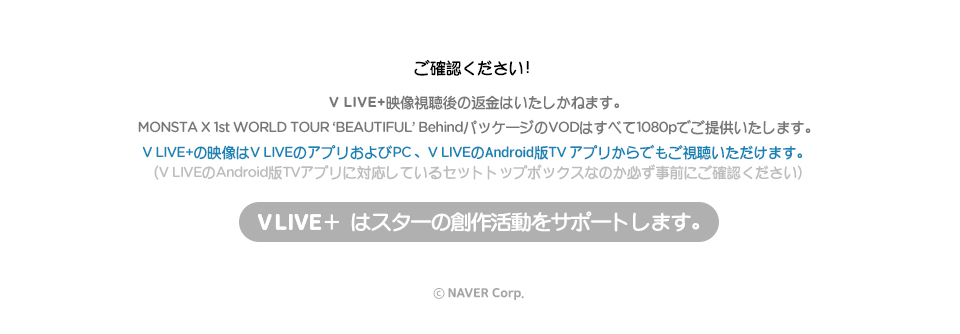 ご確認ください!
V LIVE+映像視聴後の返金はいたしかねます。
MONSTA X 1st WORLD TOUR ‘BEAUTIFUL’ BehindパッケージのVODはすべて1080pでご提供いたします。
V LIVE+の映像はV LIVEのアプリおよびPC 、V LIVEのAndroid版TV アプリからでもご視聴いただけます。
(V LIVEのAndroid版TVアプリに対応しているセットトップボックスなのか必ず事前にご確認ください)
V LIVE+ はスターの創作活動をサポートします。
ⓒ NAVER Corp.